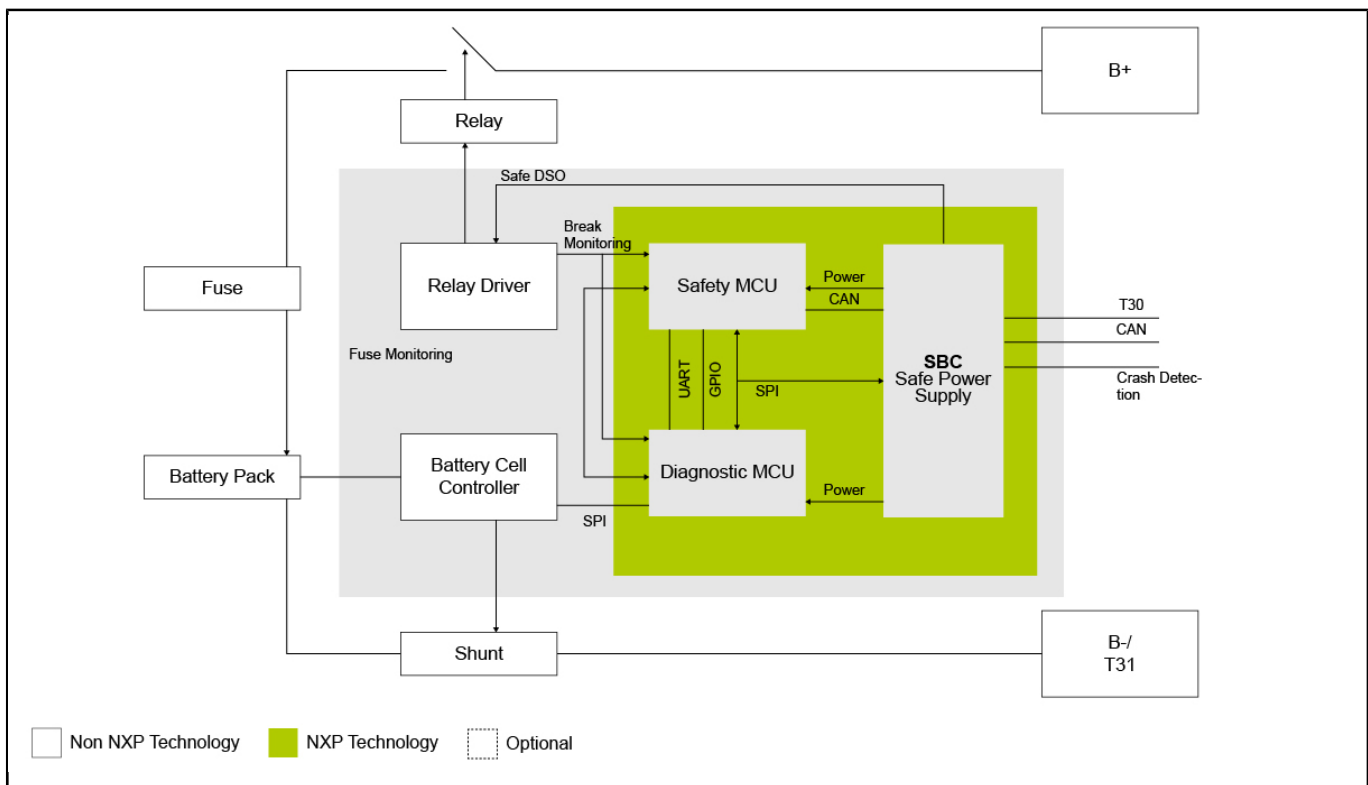 B+
Relay
Safe DSO
Break
Monitoring
Relay Driver
Safety MCU
Power
CAN
Fuse
Fuse Monitoring
UART
GPIO
SPI
SBC
Safe Power
Supply
T30
CAN
Crash Detec-
tion
Battery Pack
Battery Cell
Controller
Diagnostic MCU
Power
SPI
Shunt
B-/
T31
Non NXP Technology
NXP Technology
Optional